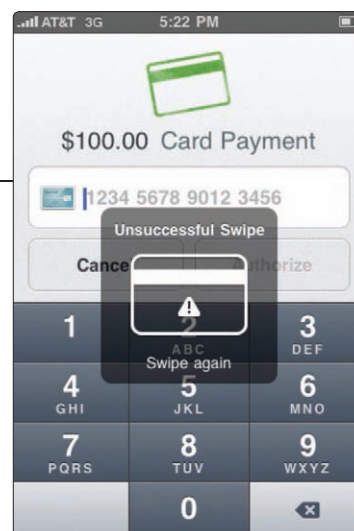 AT&T 3G 5:22 PM
$100.00 Card Payment
1234 5678 9012 3456
Unsuccessful Swipe
Cance Authorize
Swipe again
1 2 3
ABC DEF
4 5 6
GHI JKL MNO
7 8 9
PQRS TUV WXYZ
0